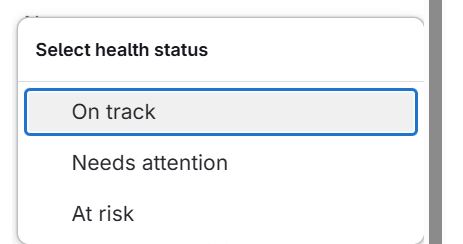 Select health status
On track
Needs attention
At risk